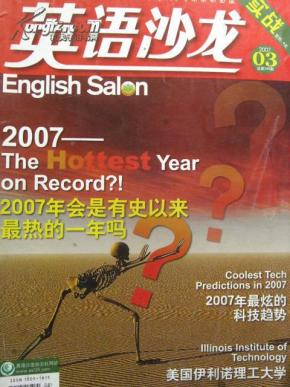 英语沙龙
实战
English Salon
2007
03
2007——
The Hottest Year
on Record?!
2007年会是有史以来
最热的一年吗
?
?
?
Coolest Tech
Predictions in 2007
2007年最炫的
科技趋势
Illinois Institute of
Technology
美国伊利诺理工大学